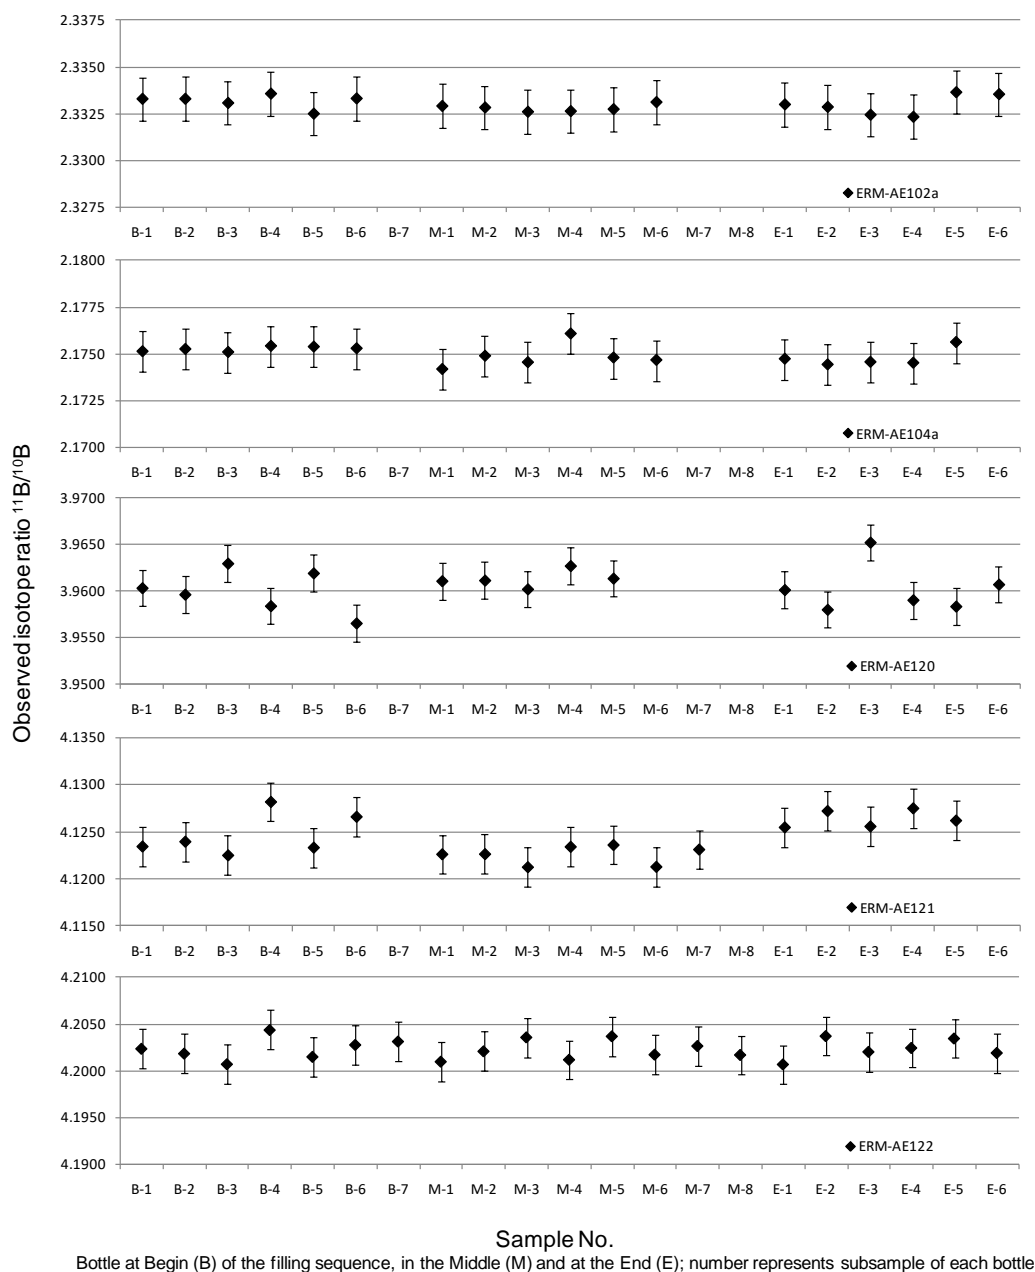 2.3375
2.3350
2.3325
2.3300
2.3275
ERM-AE102a
B-1 B-2 B-3 B-4 B-5 B-6 B-7 M-1 M-2 M-3 M-4 M-5 M-6 M-7 M-8 E-1 E-2 E-3 E-4 E-5 E-6
2.1800
2.1775
2.1750
2.1725
2.1700
ERM-AE104a
B-1 B-2 B-3 B-4 B-5 B-6 B-7 M-1 M-2 M-3 M-4 M-5 M-6 M-7 M-8 E-1 E-2 E-3 E-4 E-5 E-6
Observed isotope ratio ¹¹B/¹⁰B
3.9700
3.9650
3.9600
3.9550
3.9500
ERM-AE120
B-1 B-2 B-3 B-4 B-5 B-6 B-7 M-1 M-2 M-3 M-4 M-5 M-6 M-7 M-8 E-1 E-2 E-3 E-4 E-5 E-6
4.1350
4.1300
4.1250
4.1200
4.1150
ERM-AE121
B-1 B-2 B-3 B-4 B-5 B-6 B-7 M-1 M-2 M-3 M-4 M-5 M-6 M-7 M-8 E-1 E-2 E-3 E-4 E-5 E-6
4.2100
4.2050
4.2000
4.1950
4.1900
ERM-AE122
B-1 B-2 B-3 B-4 B-5 B-6 B-7 M-1 M-2 M-3 M-4 M-5 M-6 M-7 M-8 E-1 E-2 E-3 E-4 E-5 E-6
Sample No.
Bottle at Begin (B) of the filling sequence, in the Middle (M) and at the End (E); number represents subsample of each bottle